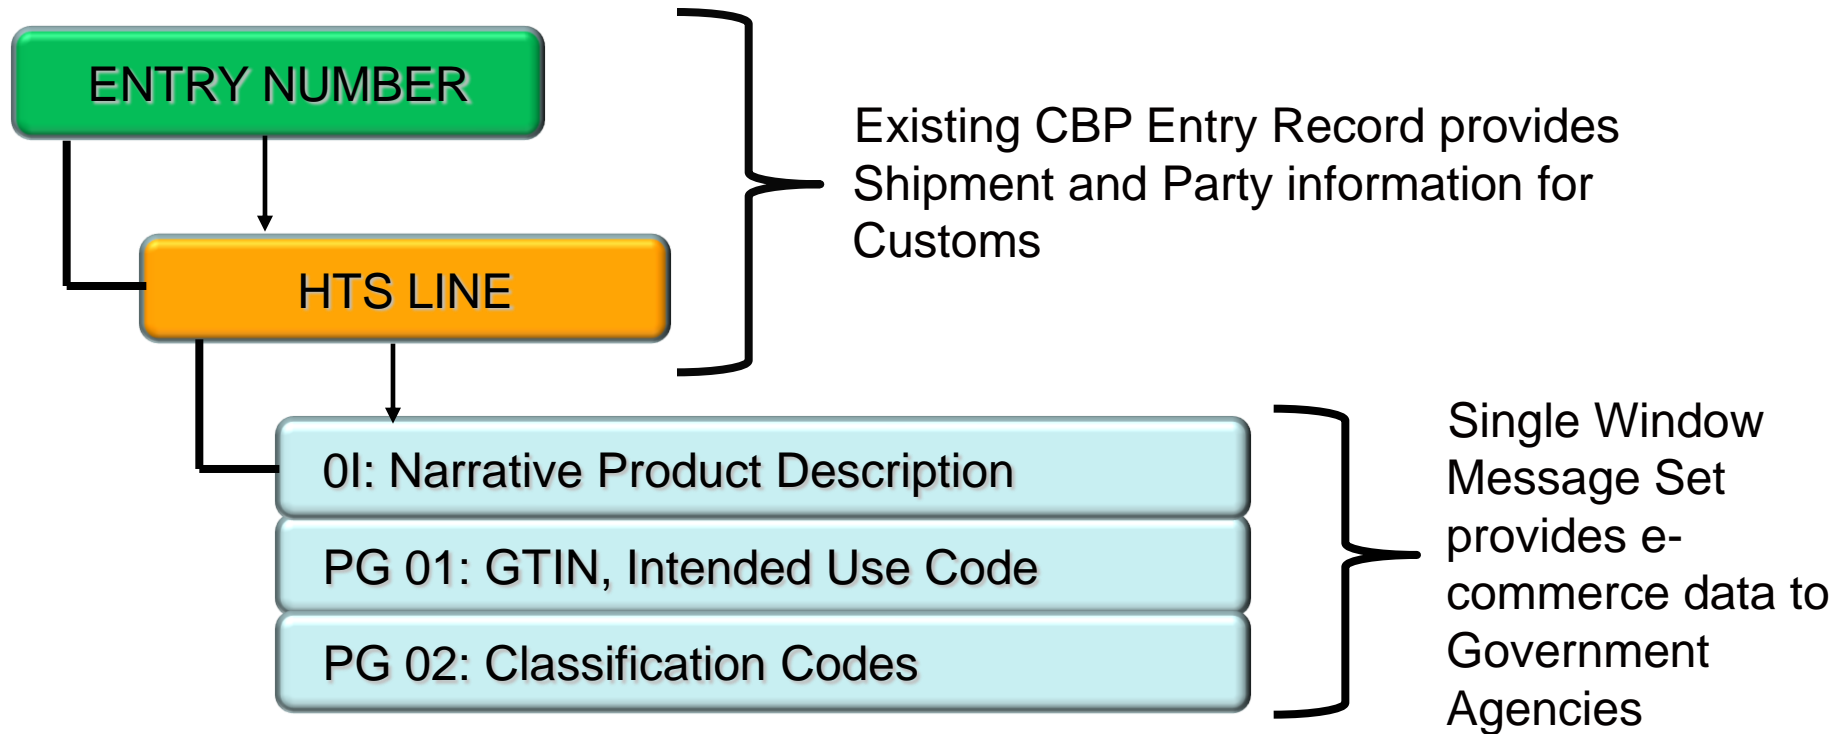 ENTRY NUMBER
Existing CBP Entry Record provides
Shipment and Party information for
Customs
HTS LINE
0I: Narrative Product Description
PG 01: GTIN, Intended Use Code
PG 02: Classification Codes
Single Window
Message Set
provides e-
commerce data to
Government
Agencies